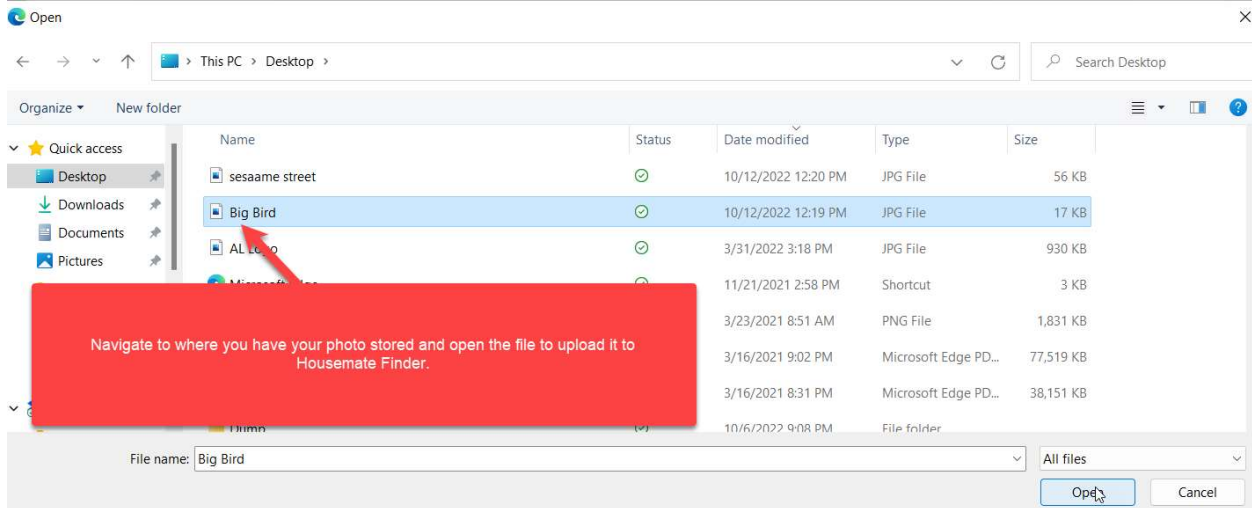 Open
This PC > Desktop >
Search Desktop
Organize
New folder
Name Status Date modified Type Size
Quick access
Desktop
Downloads
Documents
Pictures
sesaame street 10/12/2022 12:20 PM JPG File 56 KB
Big Bird 10/12/2022 12:19 PM JPG File 17 KB
AL Logo 3/31/2022 3:18 PM JPG File 930 KB
Microsoft Edge 11/21/2021 2:58 PM Shortcut 3 KB
3/23/2021 8:51 AM PNG File 1,831 KB
3/16/2021 9:02 PM Microsoft Edge PD... 77,519 KB
3/16/2021 8:31 PM Microsoft Edge PD... 38,151 KB
Dump 10/6/2022 9:08 PM File folder
Navigate to where you have your photo stored and open the file to upload it to
Housemate Finder.
File name: Big Bird All files
Open Cancel